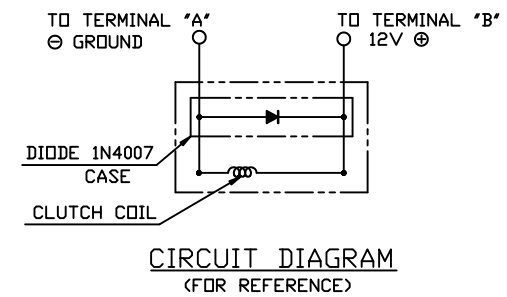 TO TERMINAL "A"
⊖ GROUND
TO TERMINAL "B"
12V ⊕
DIODE 1N4007
CASE
CLUTCH COIL
CIRCUIT DIAGRAM
(FOR REFERENCE)